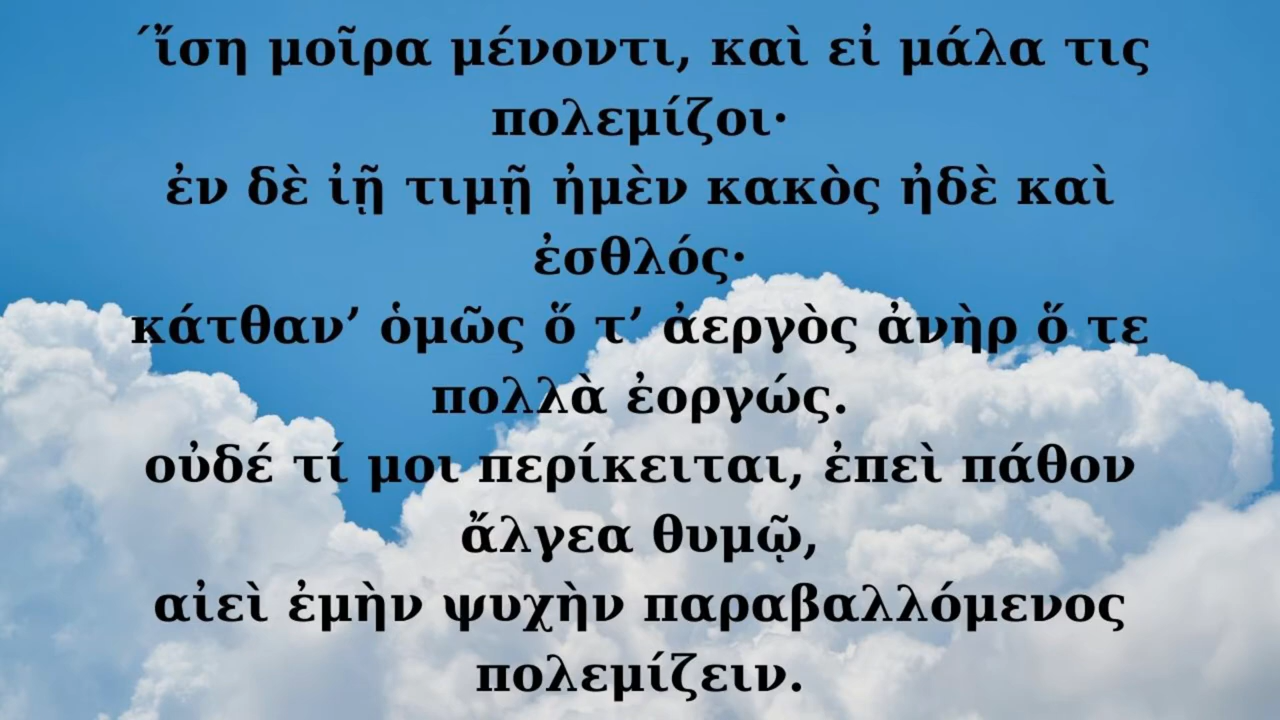 ΄ἴση μοῖρα μένοντι, καὶ εἰ μάλα τις
πολεμίζοι·
ἐν δὲ ἰῇ τιμῇ ἠμὲν κακὸς ἠδὲ καὶ
ἐσθλός·
κάτθαν’ ὁμῶς ὅ τ’ ἀεργὸς ἀνὴρ ὅ τε
πολλὰ ἐοργώς.
οὐδέ τί μοι περίκειται, ἐπεὶ πάθον
ἄλγεα θυμῷ,
αἰεὶ ἐμὴν ψυχὴν παραβαλλόμενος
πολεμίζειν.